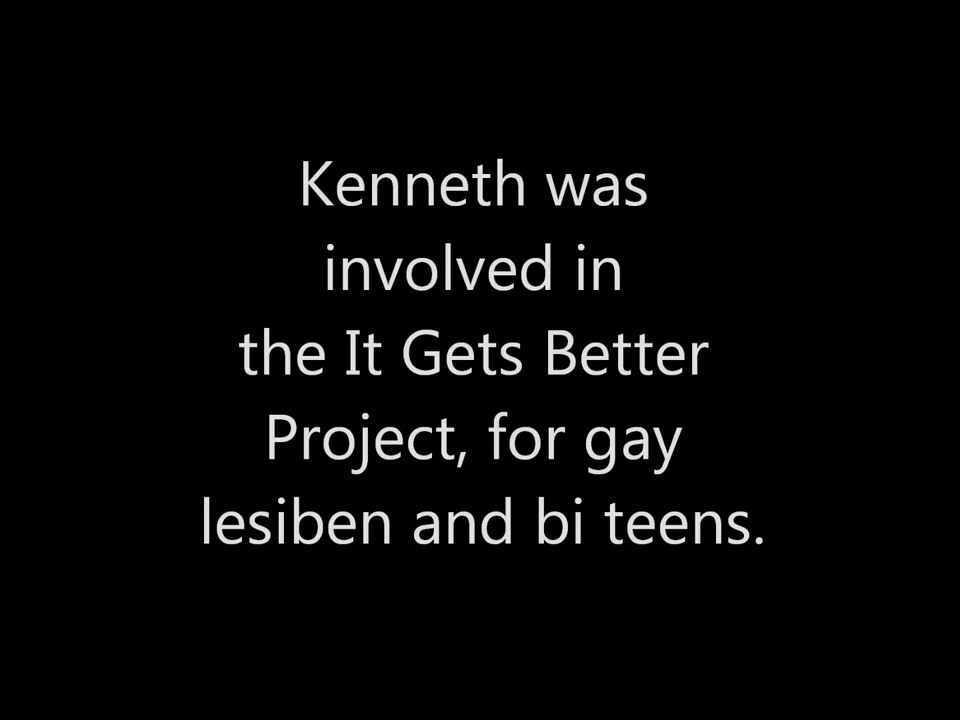 Kenneth was
involved in
the It Gets Better
Project, for gay
lesiben and bi teens.